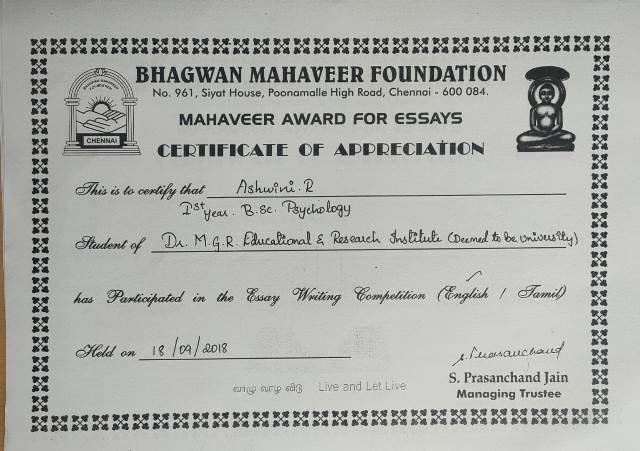 BHAGWAN MAHAVEER FOUNDATION
No. 961, Siyat House, Poonamalle High Road, Chennai - 600 084.
MAHAVEER AWARD FOR ESSAYS
CERTIFICATE OF APPRECIATION
CHENNAI
This is to certify that Ashwini. R
Ist year. B.Sc. Psychology
Student of Dr. M.G.R. Educational & Research Institute (Deemed to be University)
has Participated in the Essay Writing Competition (English / Tamil)
Held on 18/09/2018
வாழு வாழ விடு Live and Let Live
S. Prasanchand Jain
Managing Trustee